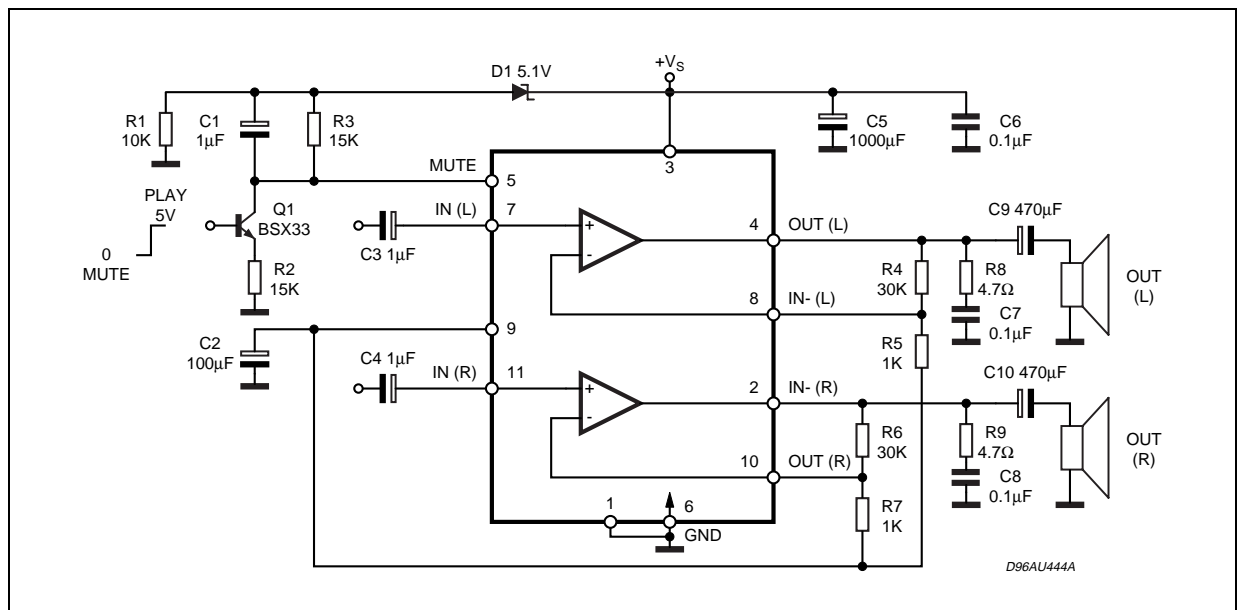 D1 5.1V
+VS
R1
10K
C1
1µF
R3
15K
C5
1000µF
C6
0.1µF
MUTE
5
3
PLAY
5V
0
MUTE
Q1
BSX33
R2
15K
C3 1µF
IN (L)
7
+
-
4
OUT (L)
8
IN- (L)
R4
30K
R8
4.7Ω
C7
0.1µF
C9 470µF
OUT
(L)
R5
1K
C2
100µF
9
C4 1µF
IN (R)
11
+
-
2
IN- (R)
10
OUT (R)
R6
30K
R9
4.7Ω
C8
0.1µF
C10 470µF
OUT
(R)
R7
1K
1
6
GND
D96AU444A